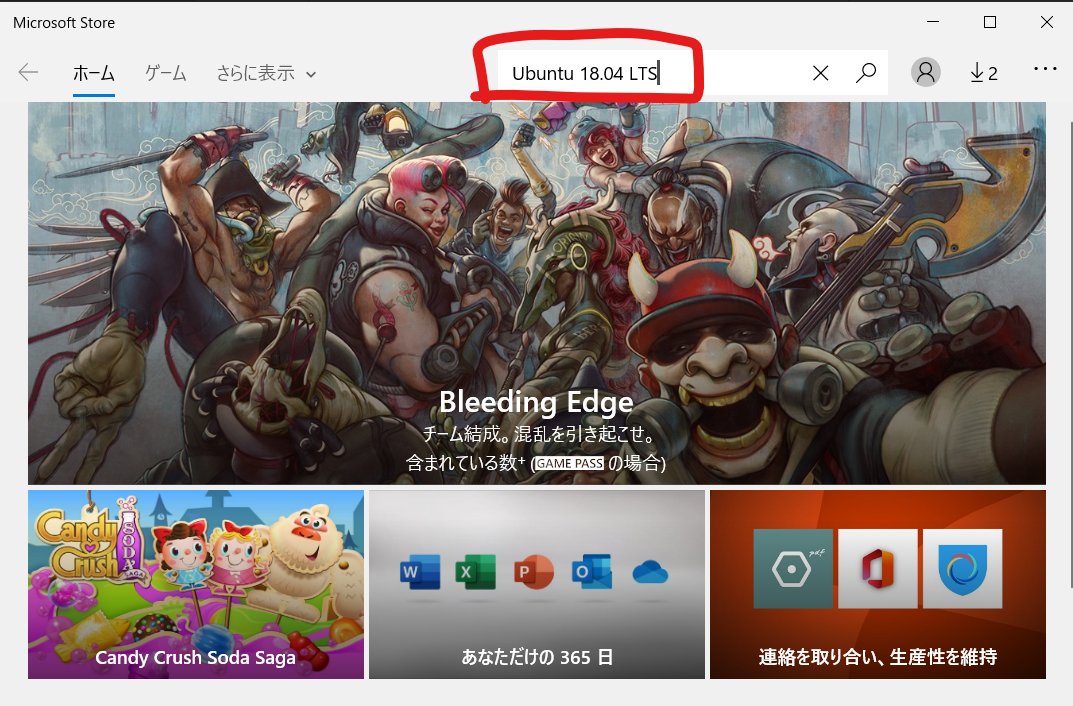 Microsoft Store
ホーム ゲーム さらに表示 Ubuntu 18.04 LTS 2
Bleeding Edge
チーム結成。混乱を引き起こせ。
含まれている数⁺ (GAME PASS の場合)
Candy
Crush
SODA
SAGA
W X P O
pdf
Candy Crush Soda Saga
あなただけの 365 日
連絡を取り合い、生産性を維持